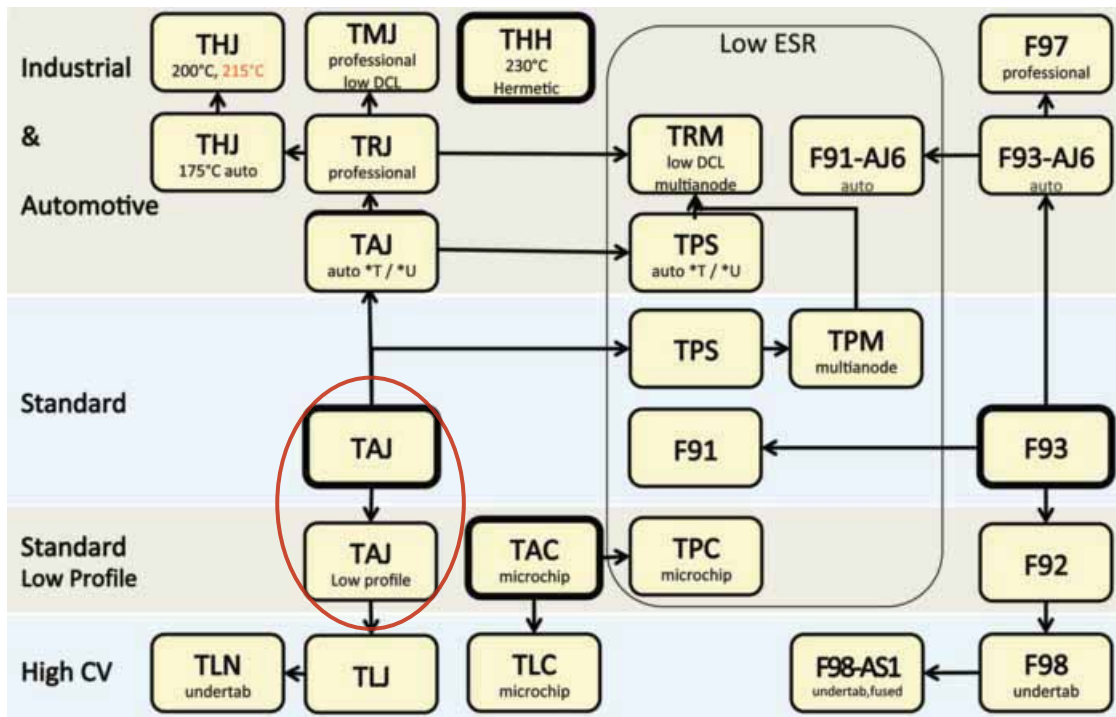 Industrial
&
Automotive
THJ
200°C, 215°C
TMJ
professional
low DCL
THH
230°C
Hermetic
Low ESR
F97
professional
THJ
175°C auto
TRJ
professional
TRM
low DCL
multianode
F91-AJ6
auto
F93-AJ6
auto
TAJ
auto *T / *U
TPS
auto *T / *U
Standard
TPS
TPM
multianode
TAJ
F91
F93
Standard
Low Profile
TAJ
Low profile
TAC
microchip
TPC
microchip
F92
High CV
TLN
undertab
TLJ
TLC
microchip
F98-AS1
undertab,fused
F98
undertab